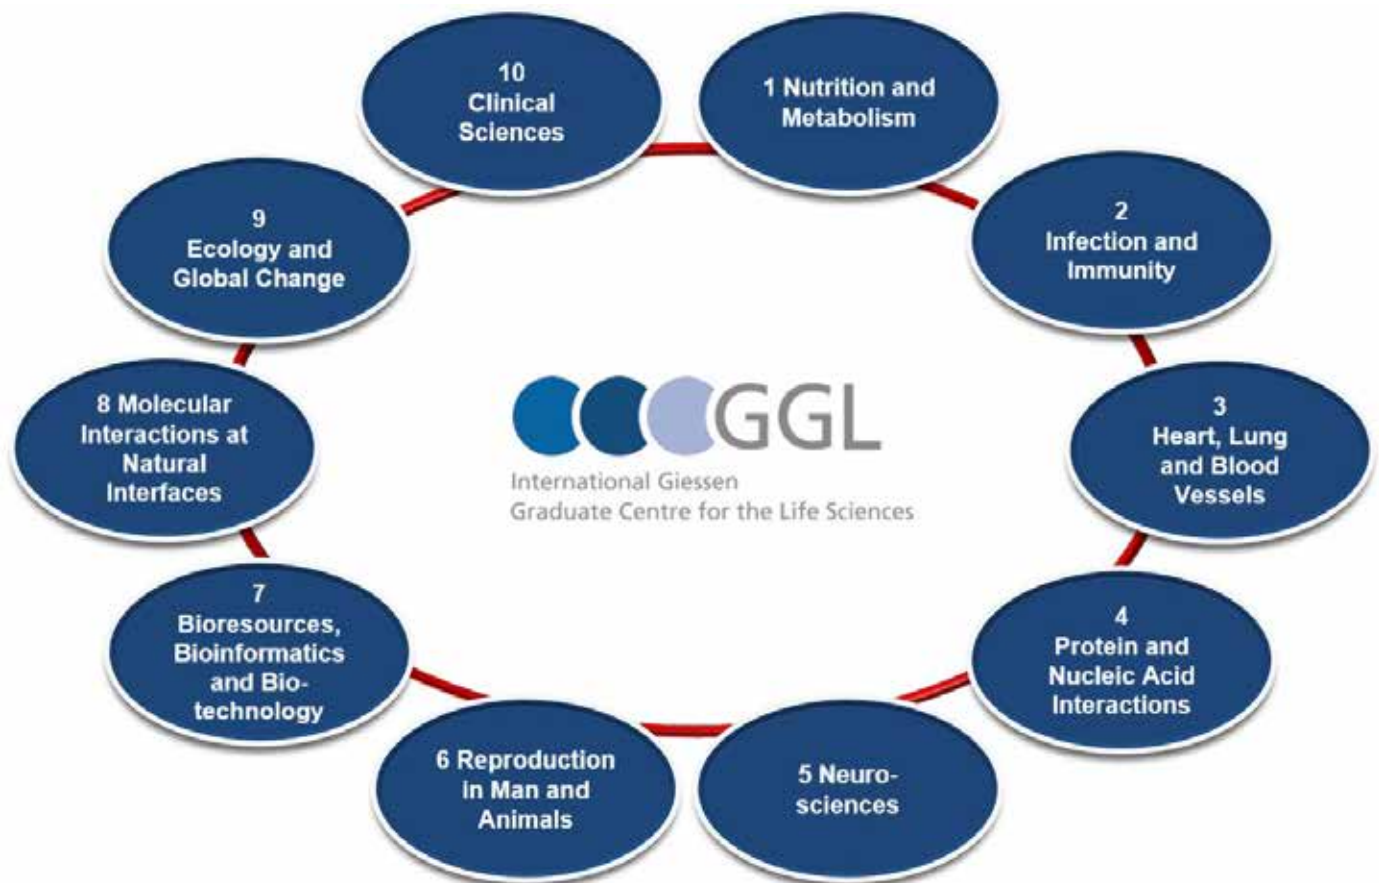 10
Clinical
Sciences
1 Nutrition and
Metabolism
2
Infection and
Immunity
3
Heart, Lung
and Blood
Vessels
4
Protein and
Nucleic Acid
Interactions
5 Neuro-
sciences
6 Reproduction
in Man and
Animals
7
Bioresources,
Bioinformatics
and Bio-
technology
8 Molecular
Interactions at
Natural
Interfaces
9
Ecology and
Global Change
GGL
International Giessen
Graduate Centre for the Life Sciences